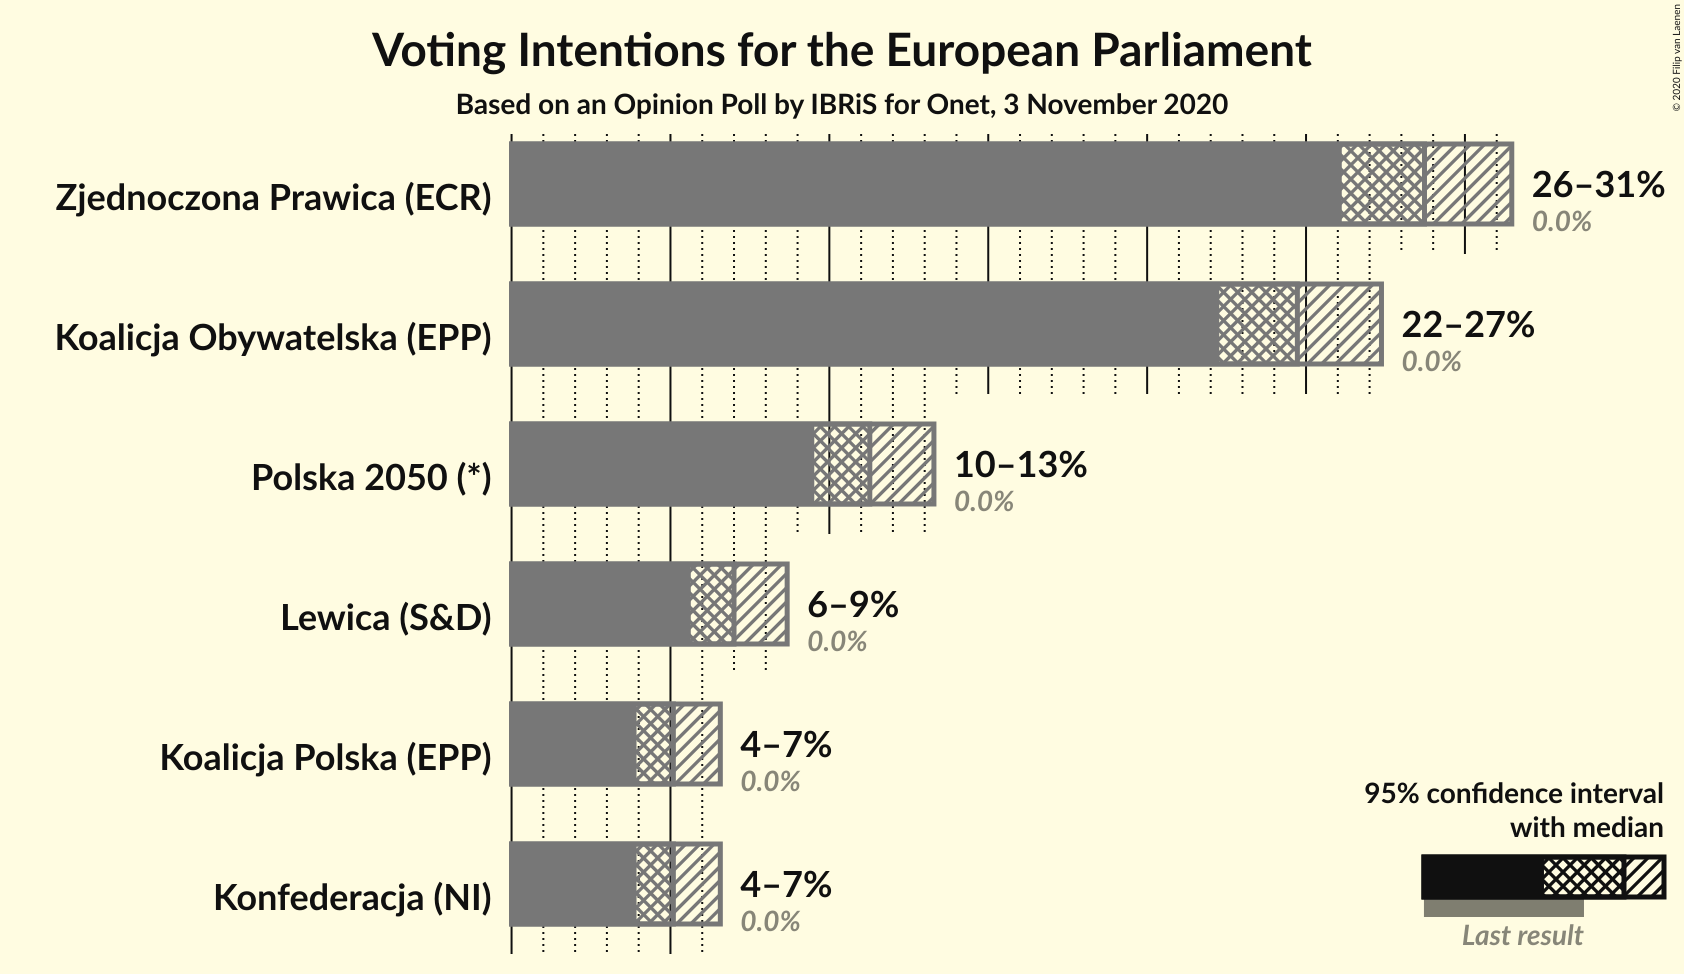 Voting Intentions for the European Parliament
Based on an Opinion Poll by IBRiS for Onet, 3 November 2020
© 2020 Filip van Laenen
Zjednoczona Prawica (ECR)
26–31%
0.0%
Koalicja Obywatelska (EPP)
22–27%
0.0%
Polska 2050 (*)
10–13%
0.0%
Lewica (S&D)
6–9%
0.0%
Koalicja Polska (EPP)
4–7%
0.0%
Konfederacja (NI)
4–7%
0.0%
95% confidence interval
with median
Last result